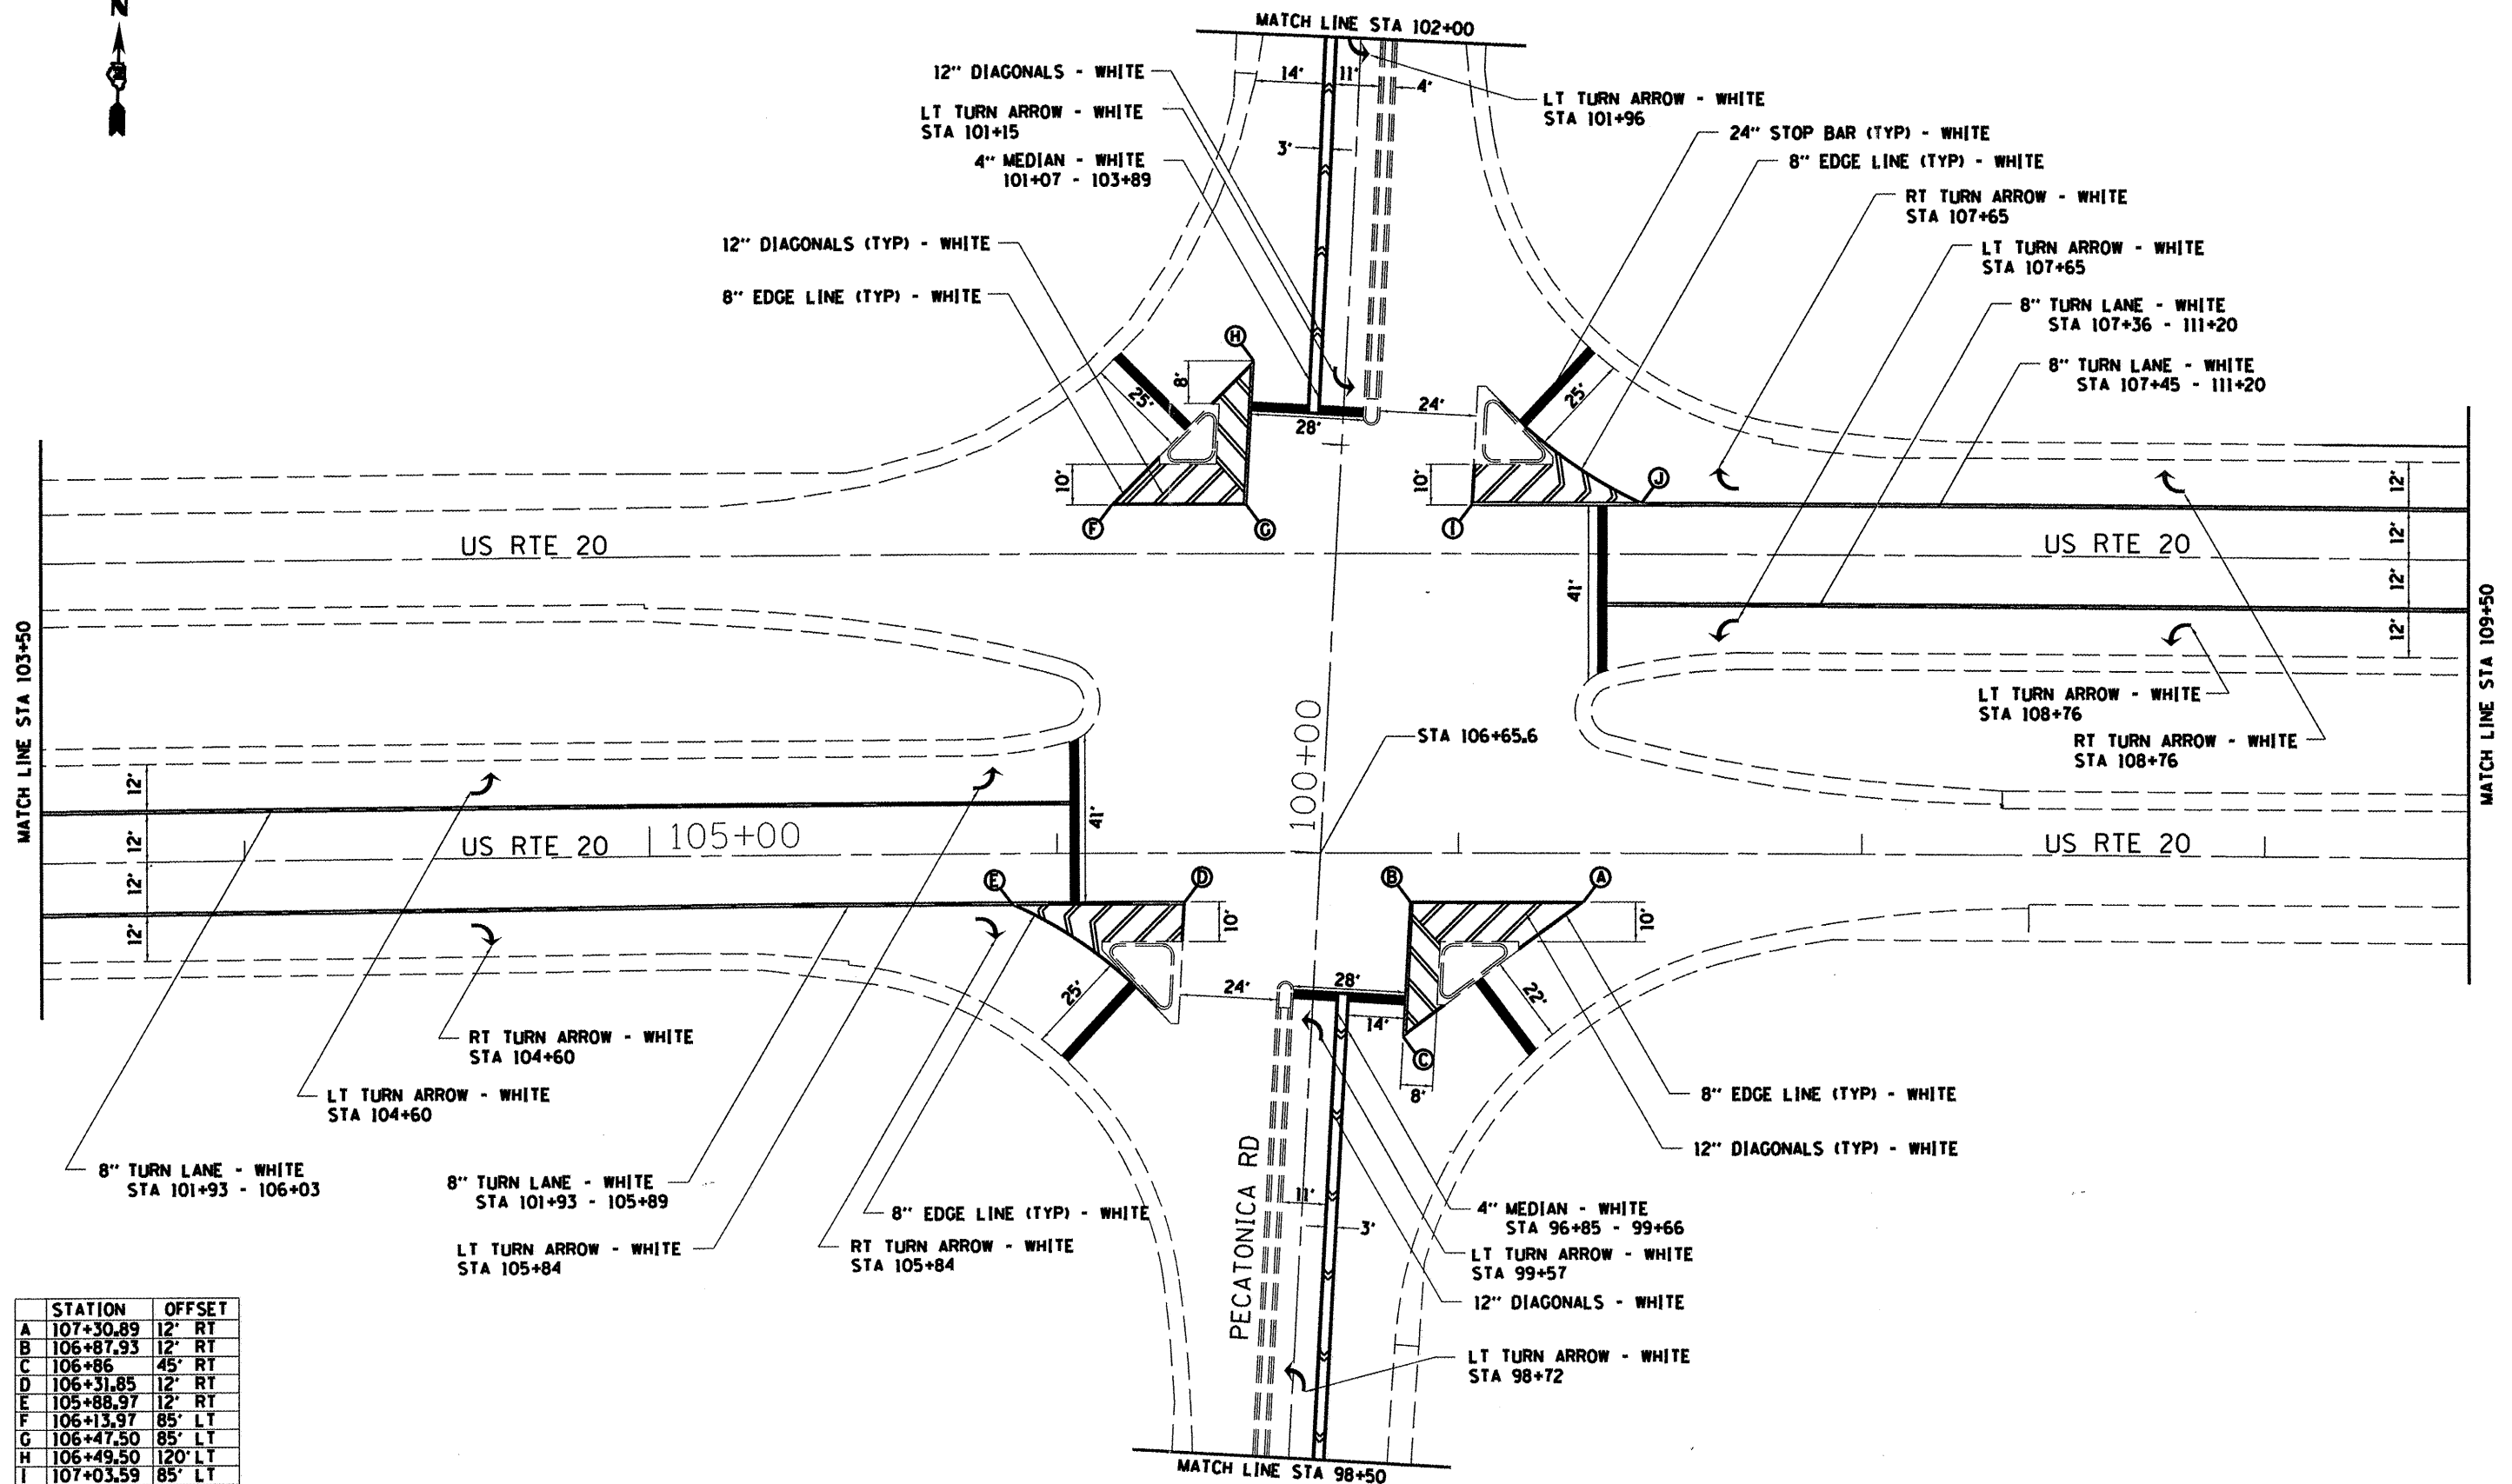 N
MATCH LINE STA 102+00
12" DIAGONALS - WHITE
14'
11'
4'
LT TURN ARROW - WHITE
STA 101+15
LT TURN ARROW - WHITE
STA 101+96
24" STOP BAR (TYP) - WHITE
3'
4" MEDIAN - WHITE
101+07 - 103+89
8" EDGE LINE (TYP) - WHITE
RT TURN ARROW - WHITE
STA 107+65
12" DIAGONALS (TYP) - WHITE
LT TURN ARROW - WHITE
STA 107+65
8" EDGE LINE (TYP) - WHITE
8" TURN LANE - WHITE
STA 107+36 - 111+20
H
8" TURN LANE - WHITE
STA 107+45 - 111+20
8'
25'
28'
24'
25'
10'
10'
J
12'
F
G
I
US RTE 20
US RTE 20
12'
41'
12'
12'
MATCH LINE STA 103+50
MATCH LINE STA 109+50
LT TURN ARROW - WHITE
STA 108+76
RT TURN ARROW - WHITE
STA 108+76
100+00
STA 106+65.6
12'
12'
41'
US RTE 20
105+00
US RTE 20
12'
12'
E
D
B
A
10'
10'
25'
24'
28'
22'
14'
C
8'
RT TURN ARROW - WHITE
STA 104+60
LT TURN ARROW - WHITE
STA 104+60
8" EDGE LINE (TYP) - WHITE
12" DIAGONALS (TYP) - WHITE
8" TURN LANE - WHITE
STA 101+93 - 106+03
8" TURN LANE - WHITE
STA 101+93 - 105+89
8" EDGE LINE (TYP) - WHITE
PECATONICA RD
11'
3'
4" MEDIAN - WHITE
STA 96+85 - 99+66
LT TURN ARROW - WHITE
STA 105+84
RT TURN ARROW - WHITE
STA 105+84
LT TURN ARROW - WHITE
STA 99+57
12" DIAGONALS - WHITE
LT TURN ARROW - WHITE
STA 98+72
MATCH LINE STA 98+50
STATION OFFSET
A 107+30.89 12' RT
B 106+87.93 12' RT
C 106+86 45' RT
D 106+31.85 12' RT
E 105+88.97 12' RT
F 106+13.97 85' LT
G 106+47.50 85' LT
H 106+49.50 120' LT
I 107+03.59 85' LT